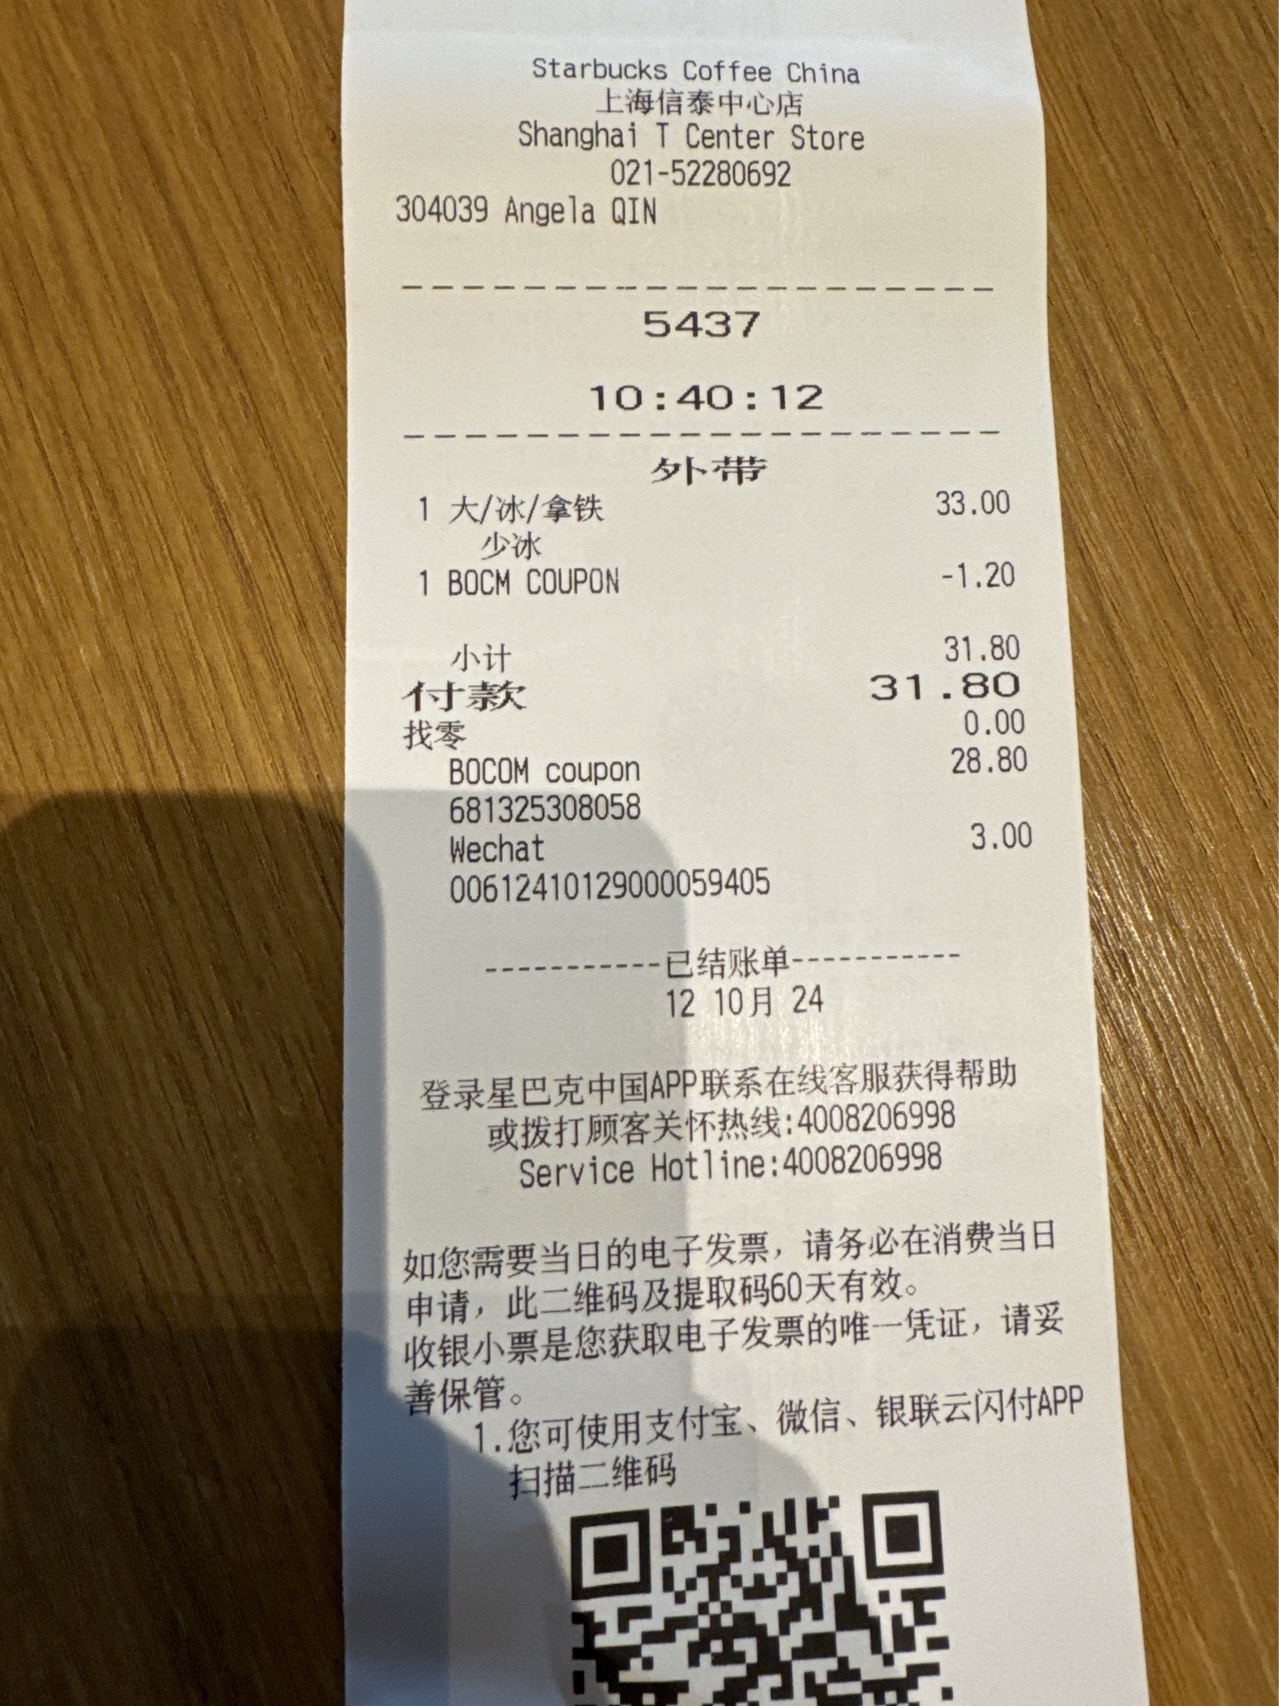 Starbucks Coffee China
上海信泰中心店
Shanghai T Center Store
021-52280692
304039 Angela QIN
5437
10:40:12
外带
1 大/冰/拿铁 33.00
少冰
1 BOCM COUPON -1.20
小计 31.80
付款 31.80
找零 0.00
BOCOM coupon 28.80
681325308058
Wechat 3.00
00612410129000059405
-----------已结账单-----------
12 10月 24
登录星巴克中国APP联系在线客服获得帮助
或拨打顾客关怀热线:4008206998
Service Hotline:4008206998
如您需要当日的电子发票，请务必在消费当日
申请，此二维码及提取码60天有效。
收银小票是您获取电子发票的唯一凭证，请妥
善保管。
1.您可使用支付宝、微信、银联云闪付APP
扫描二维码